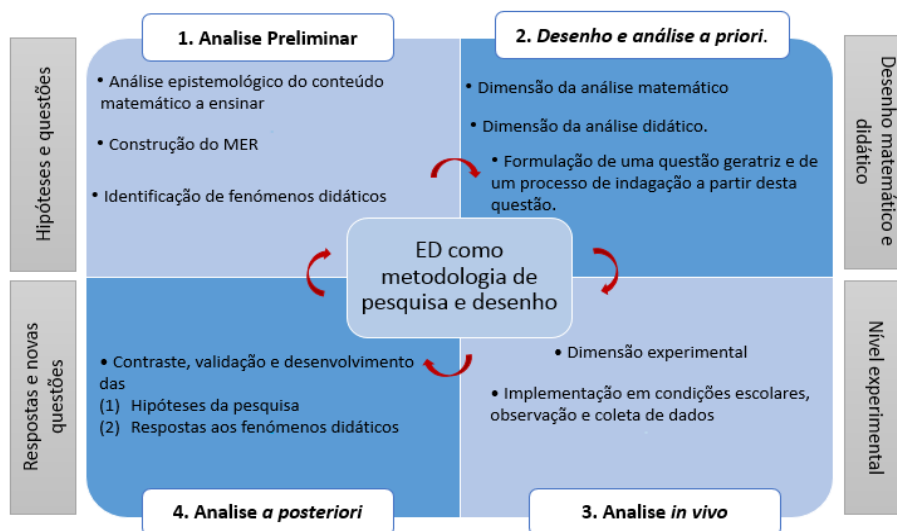 1. Analise Preliminar
Hipóteses e questões
• Análise epistemológico do conteúdo
matemático a ensinar
• Construção do MER
• Identificação de fenómenos didáticos
2. Desenho e análise a priori.
• Dimensão da análise matemático
• Dimensão da análise didático.
• Formulação de uma questão geratriz e de
um processo de indagação a partir desta
questão.
Desenho matemático e
didático
ED como
metodologia de
pesquisa e desenho
Respostas e novas
questões
• Contraste, validação e desenvolvimento
das
(1) Hipóteses da pesquisa
(2) Respostas aos fenómenos didáticos
4. Analise a posteriori
• Dimensão experimental
• Implementação em condições escolares,
observação e coleta de dados
3. Analise in vivo
Nível experimental